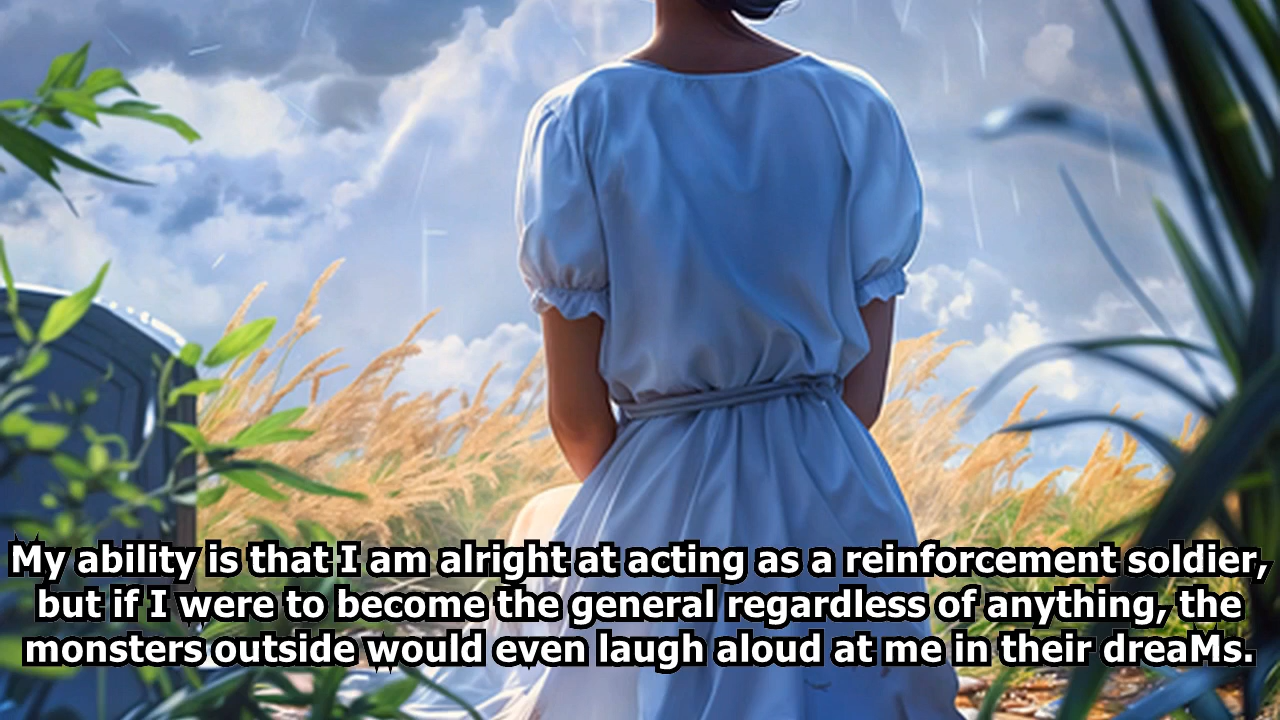 My ability is that I am alright at acting as a reinforcement soldier,
but if I were to become the general regardless of anything, the
monsters outside would even laugh aloud at me in their dreaMs.